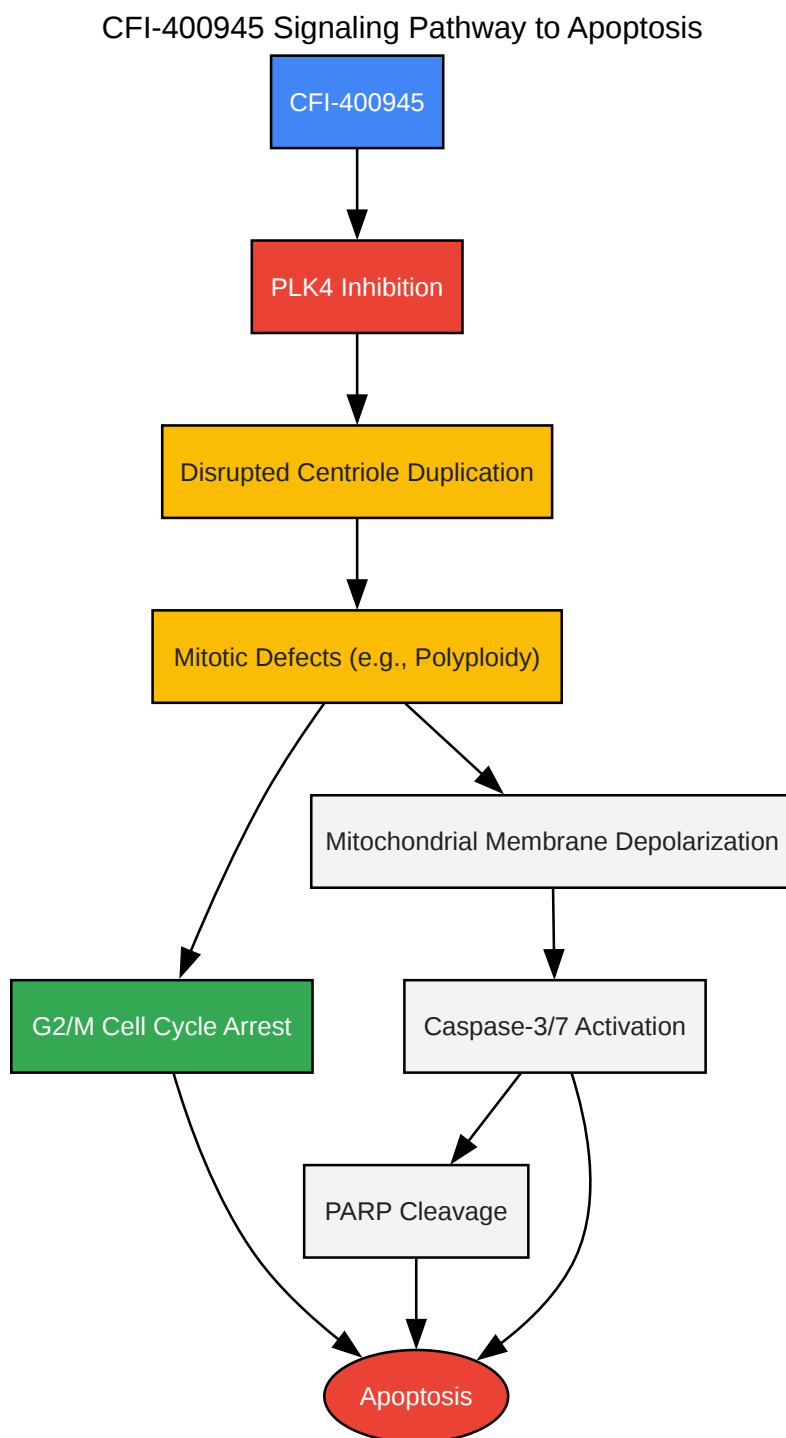 CFI-400945 Signaling Pathway to Apoptosis
CFI-400945
PLK4 Inhibition
Disrupted Centriole Duplication
Mitotic Defects (e.g., Polyploidy)
Mitochondrial Membrane Depolarization
G2/M Cell Cycle Arrest
Caspase-3/7 Activation
PARP Cleavage
Apoptosis